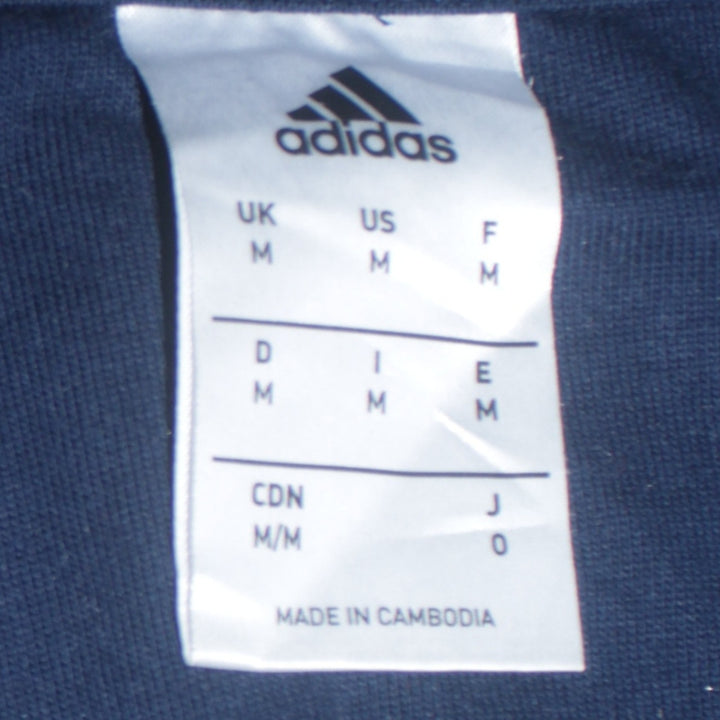 adidas
UK US F
M M M
D I E
M M M
CDN J
M/M O
MADE IN CAMBODIA